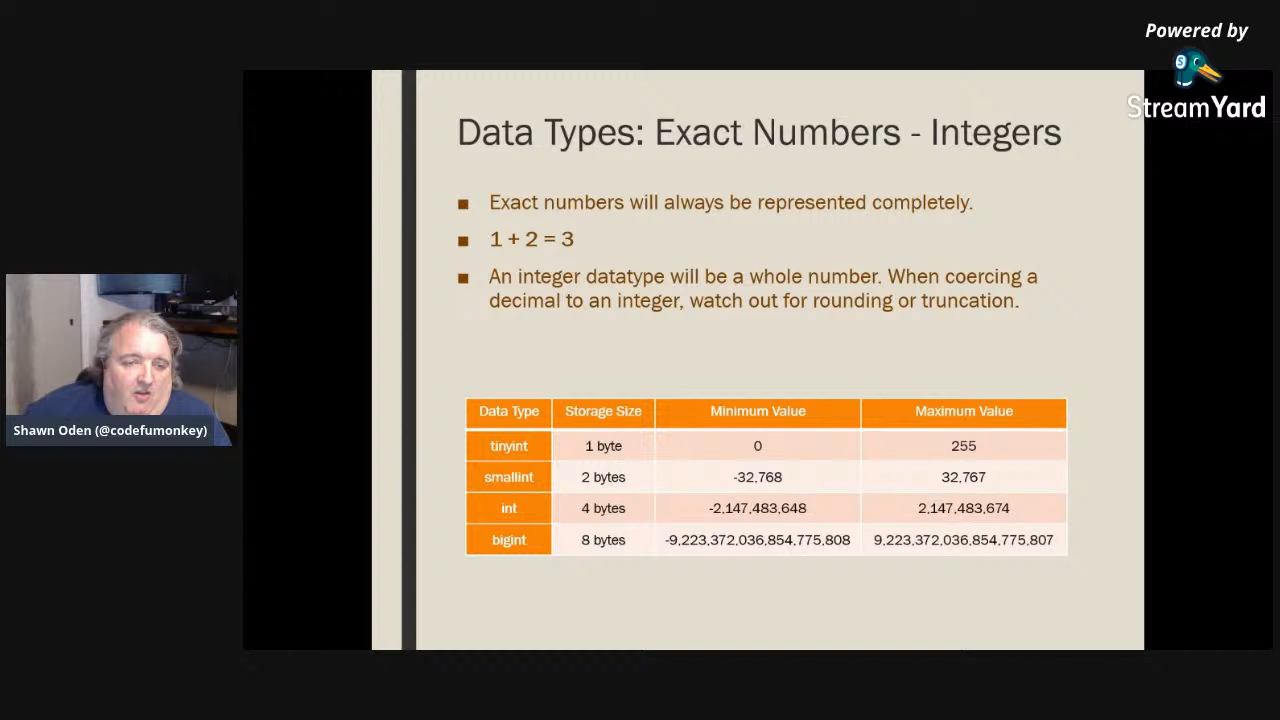 Powered by
StreamYard
Data Types: Exact Numbers - Integers
■ Exact numbers will always be represented completely.
■ 1 + 2 = 3
■ An integer datatype will be a whole number. When coercing a
decimal to an integer, watch out for rounding or truncation.
Data Type Storage Size Minimum Value Maximum Value
tinyint 1 byte 0 255
smallint 2 bytes -32,768 32,767
int 4 bytes -2,147,483,648 2,147,483,674
bigint 8 bytes -9,223,372,036,854,775,808 9,223,372,036,854,775,807
Shawn Oden (@codefumonkey)